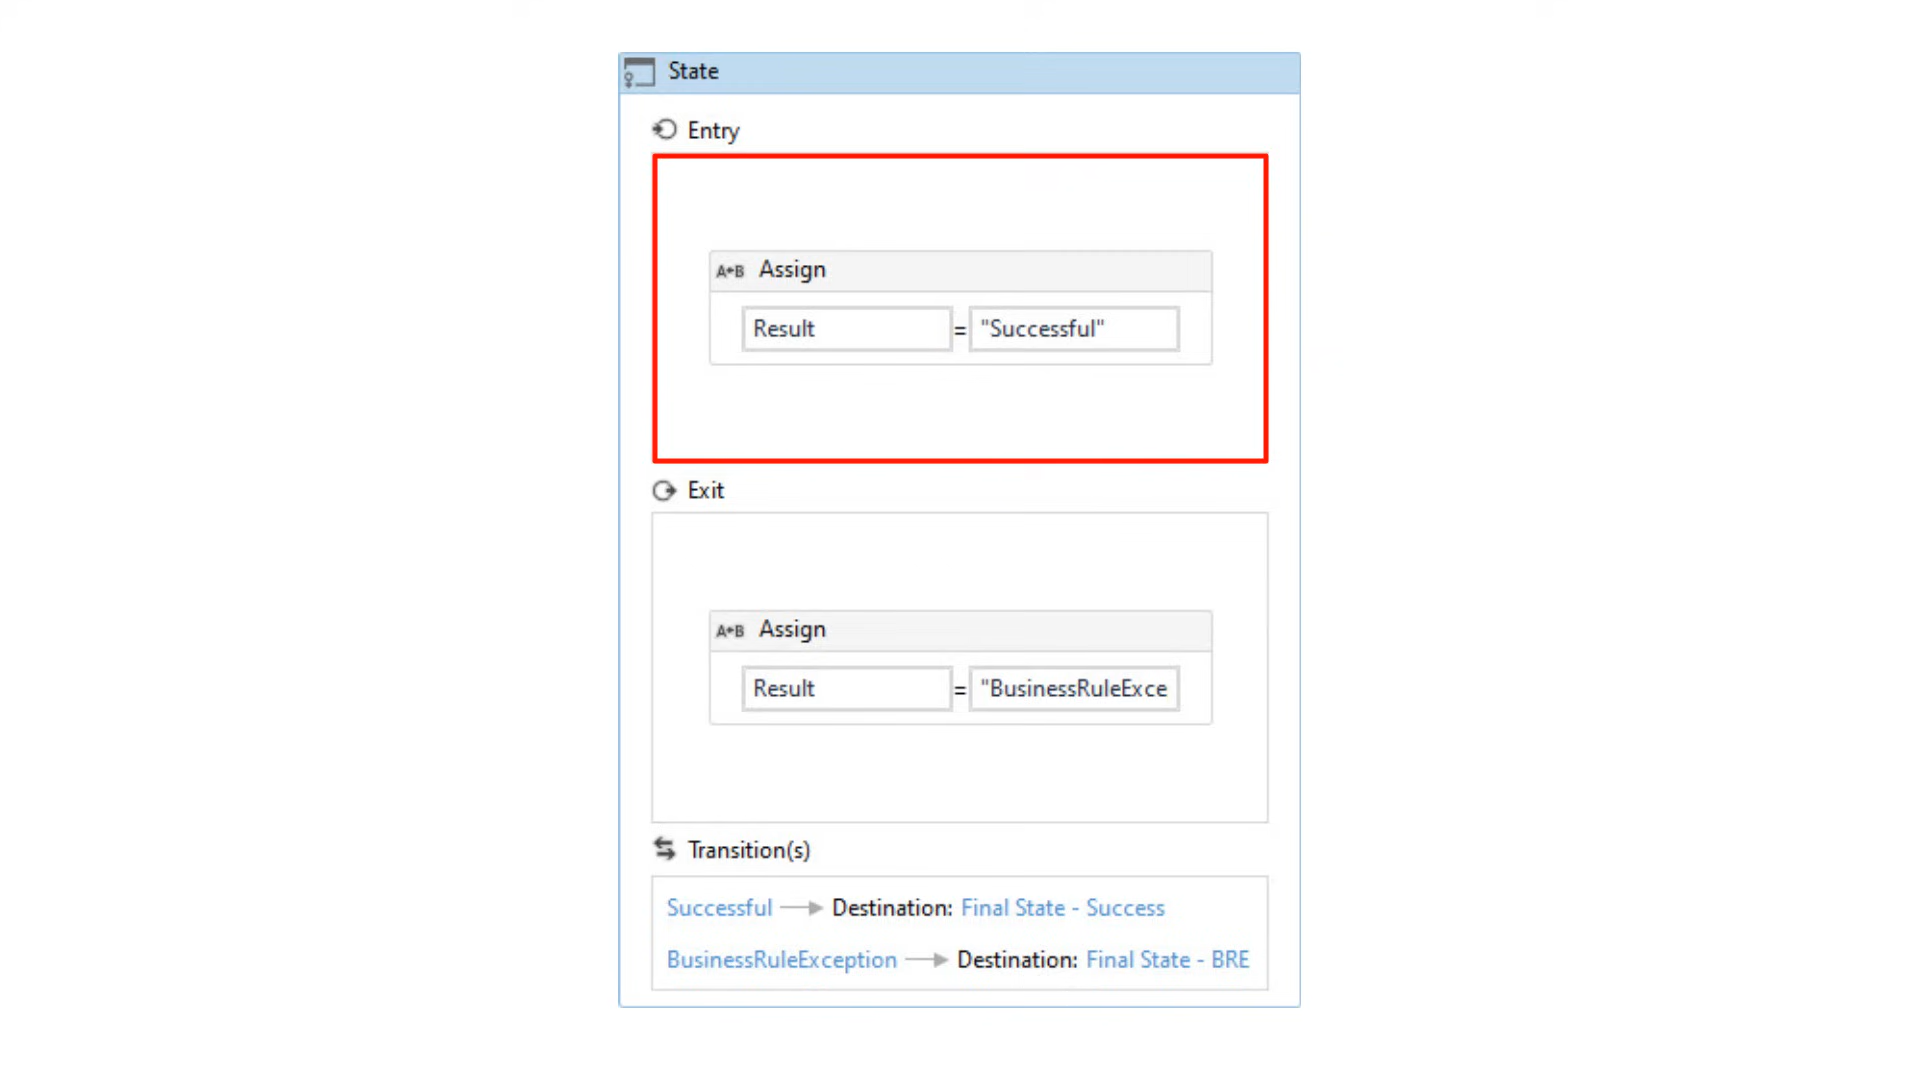 State
Entry
A←B Assign
Result = "Successful"
Exit
A←B Assign
Result = "BusinessRuleExce
Transition(s)
Successful Destination: Final State - Success
BusinessRuleException Destination: Final State - BRE